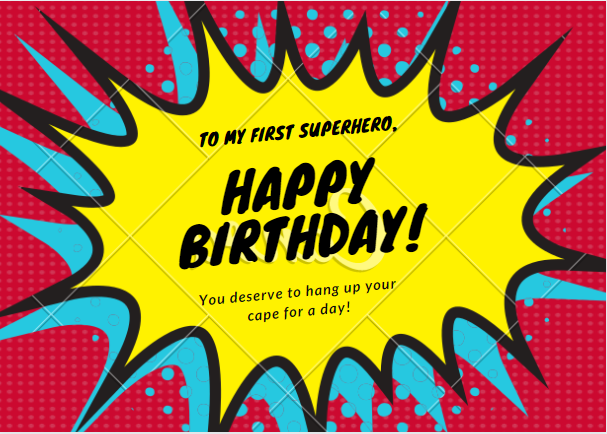 TO MY FIRST SUPERHERO,
HAPPY
BIRTHDAY!
You deserve to hang up your
cape for a day!